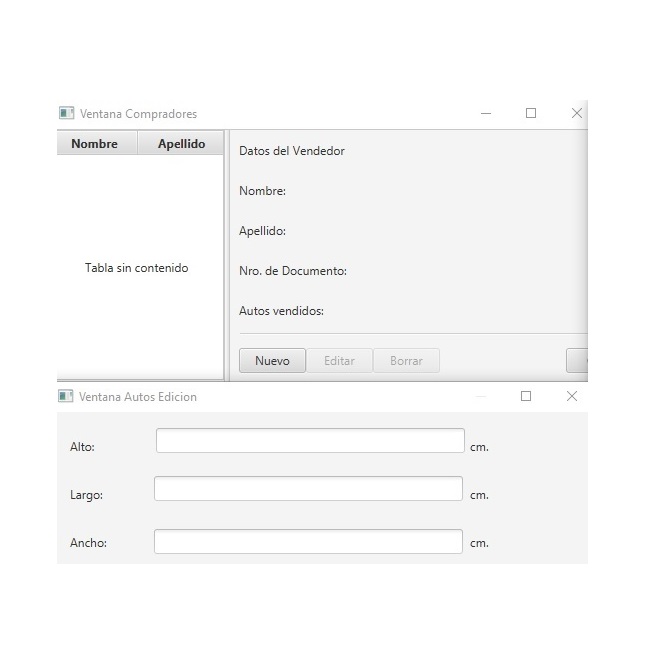 Ventana Compradores
Nombre Apellido
Datos del Vendedor
Nombre:
Apellido:
Tabla sin contenido
Nro. de Documento:
Autos vendidos:
Nuevo Editar Borrar
Ventana Autos Edicion
Alto: cm.
Largo: cm.
Ancho: cm.